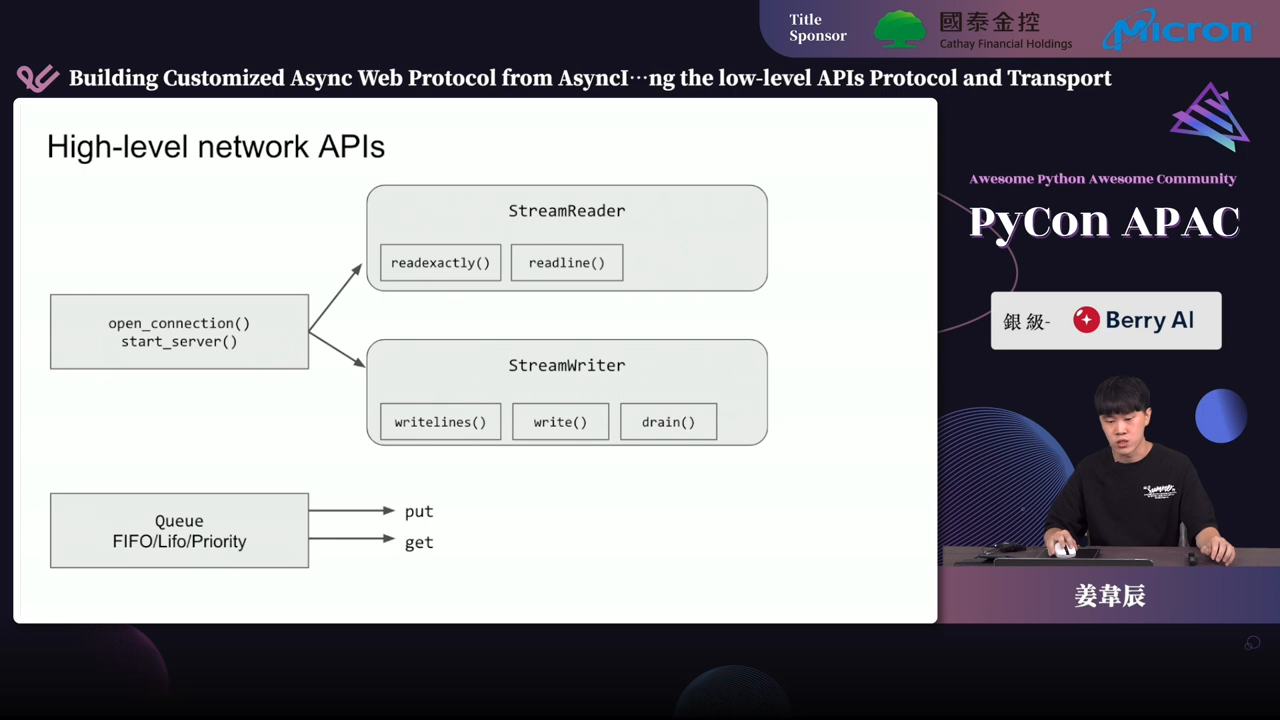 Title
Sponsor
國泰金控
Cathay Financial Holdings
Micron
Building Customized Async Web Protocol from AsyncI…ng the low-level APIs Protocol and Transport
High-level network APIs
StreamReader
readexactly()
readline()
open_connection()
start_server()
StreamWriter
writelines()
write()
drain()
Queue
FIFO/Lifo/Priority
put
get
Awesome Python Awesome Community
PyCon APAC
銀級-
Berry AI
姜韋辰